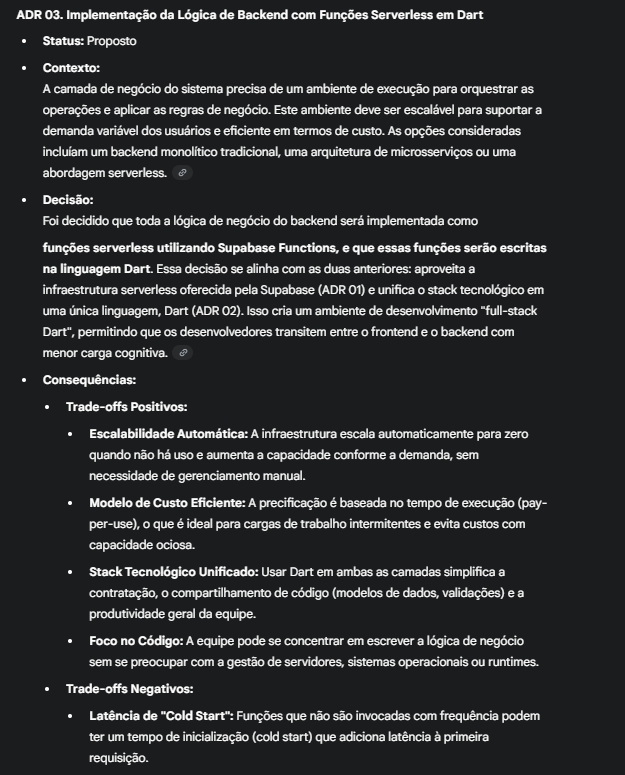 ADR 03. Implementação da Lógica de Backend com Funções Serverless em Dart
• Status: Proposto
• Contexto:
A camada de negócio do sistema precisa de um ambiente de execução para orquestrar as
operações e aplicar as regras de negócio. Este ambiente deve ser escalável para suportar a
demanda variável dos usuários e eficiente em termos de custo. As opções consideradas
incluíam um backend monolítico tradicional, uma arquitetura de microsserviços ou uma
abordagem serverless.
• Decisão:
Foi decidido que toda a lógica de negócio do backend será implementada como
funções serverless utilizando Supabase Functions, e que essas funções serão escritas
na linguagem Dart. Essa decisão se alinha com as duas anteriores: aproveita a
infraestrutura serverless oferecida pela Supabase (ADR 01) e unifica o stack tecnológico em
uma única linguagem, Dart (ADR 02). Isso cria um ambiente de desenvolvimento "full-stack
Dart", permitindo que os desenvolvedores transitem entre o frontend e o backend com
menor carga cognitiva.
• Consequências:
• Trade-offs Positivos:
• Escalabilidade Automática: A infraestrutura escala automaticamente para zero
quando não há uso e aumenta a capacidade conforme a demanda, sem
necessidade de gerenciamento manual.
• Modelo de Custo Eficiente: A precificação é baseada no tempo de execução (pay-
per-use), o que é ideal para cargas de trabalho intermitentes e evita custos com
capacidade ociosa.
• Stack Tecnológico Unificado: Usar Dart em ambas as camadas simplifica a
contratação, o compartilhamento de código (modelos de dados, validações) e a
produtividade geral da equipe.
• Foco no Código: A equipe pode se concentrar em escrever a lógica de negócio
sem se preocupar com a gestão de servidores, sistemas operacionais ou runtimes.
• Trade-offs Negativos:
• Latência de "Cold Start": Funções que não são invocadas com frequência podem
ter um tempo de inicialização (cold start) que adiciona latência à primeira
requisição.